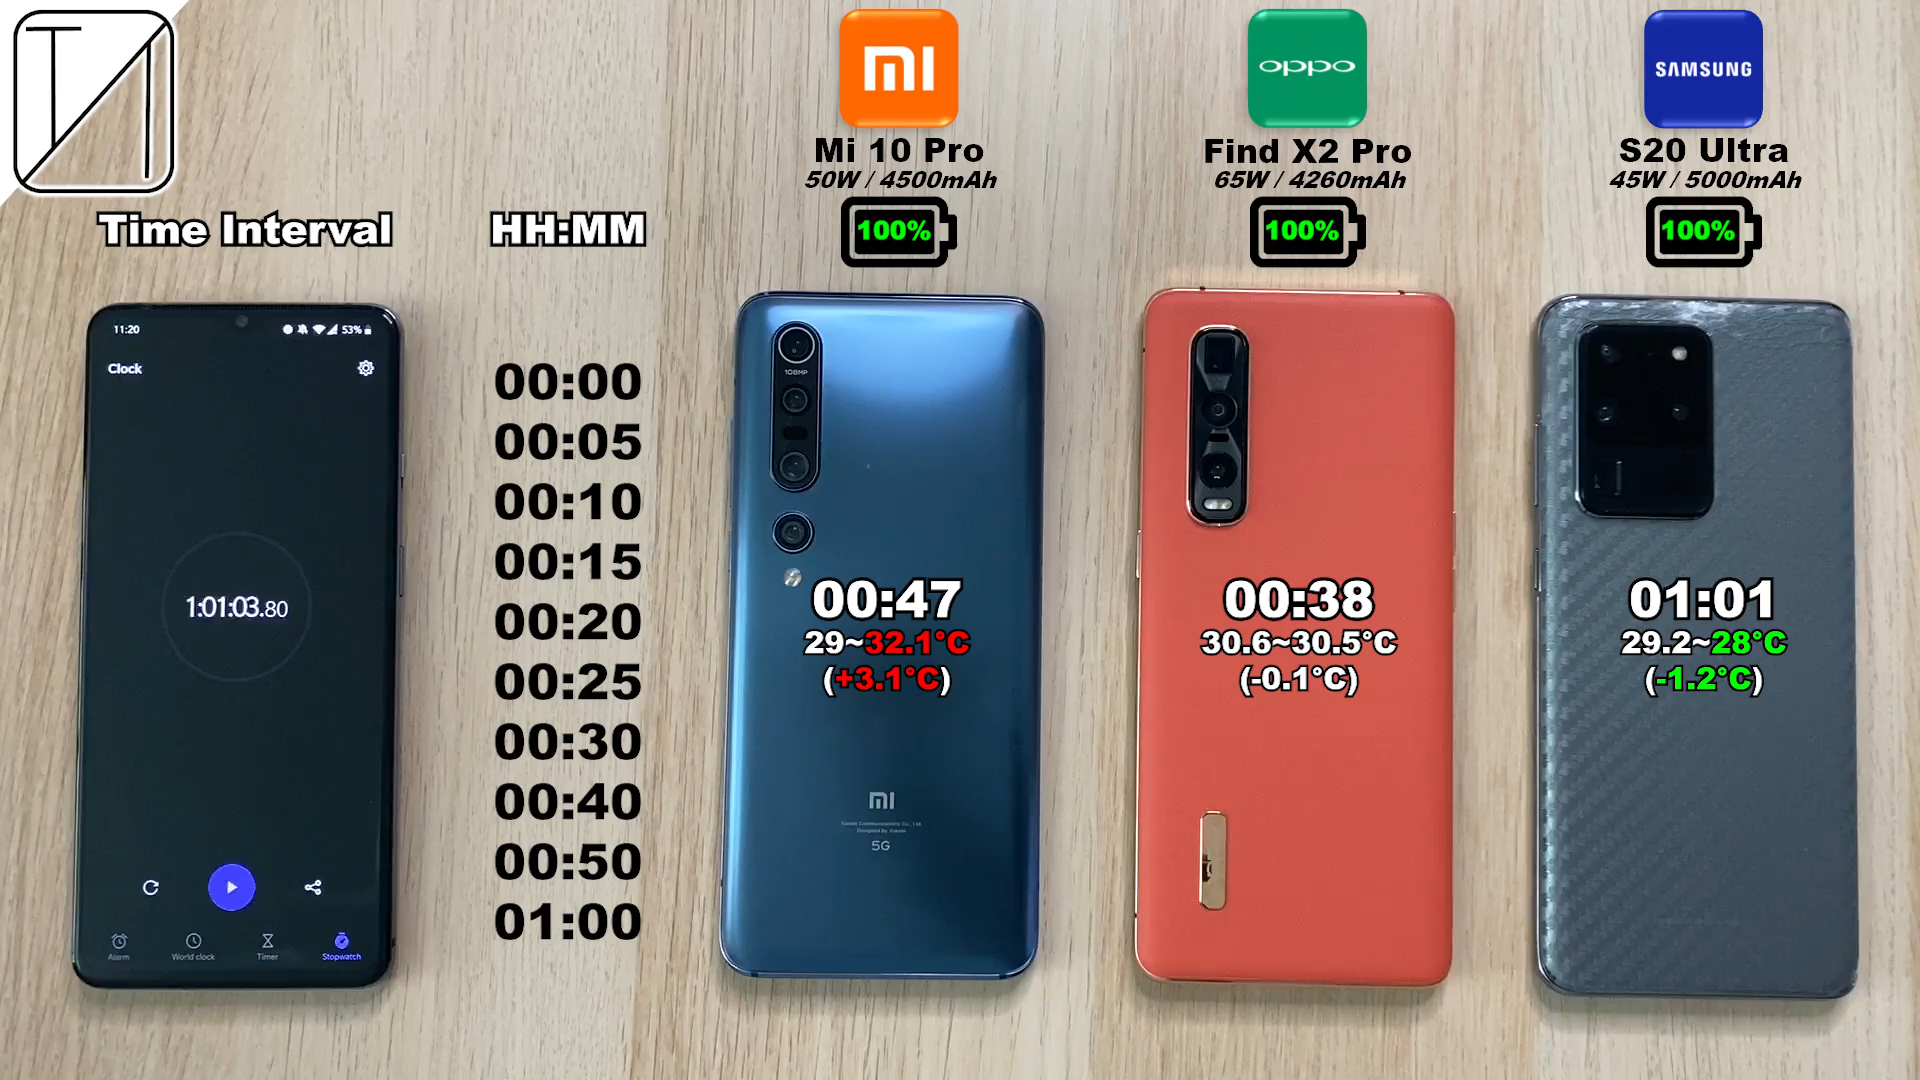 TT
mi
oppo
SAMSUNG
Mi 10 Pro
50W / 4500mAh
100%
Find X2 Pro
65W / 4260mAh
100%
S20 Ultra
45W / 5000mAh
100%
Time Interval
HH:MM
11:20
53%
Clock
1:01:03.80
Alarm
World clock
Timer
Stopwatch
00:00
00:05
00:10
00:15
00:20
00:25
00:30
00:40
00:50
01:00
108MP
00:47
29~32.1°C
(+3.1°C)
mi
5G
00:38
30.6~30.5°C
(-0.1°C)
01:01
29.2~28°C
(-1.2°C)